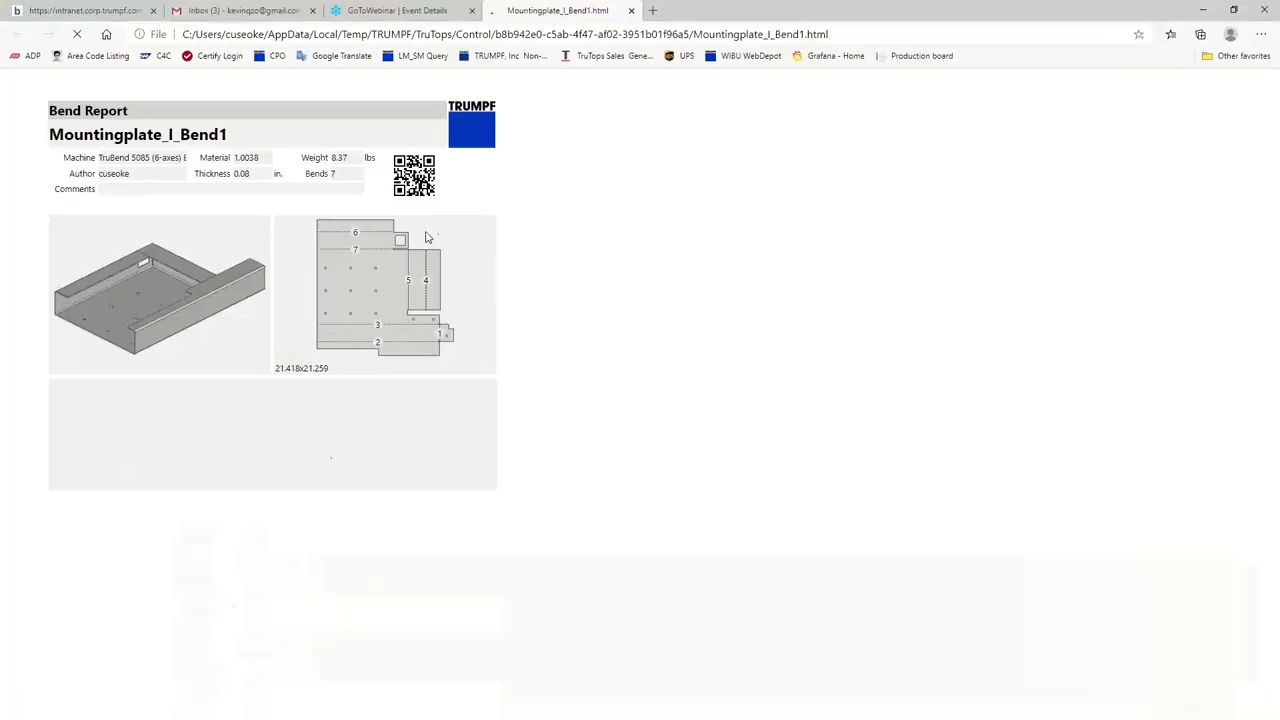 https://intranet.corp.trumpf.com
Inbox (3) - kevinqzo@gmail.com
GoToWebinar | Event Details
Mountingplate_I_Bend1.html
File
C:/Users/cuseoke/AppData/Local/Temp/TRUMPF/TruTops/Control/b8b942e0-c5ab-4f47-af02-3951b01f96a5/Mountingplate_I_Bend1.html
ADP
Area Code Listing
C4C
Certify Login
CPO
Google Translate
LM_SM Query
TRUMPF, Inc Non-...
TruTops Sales Gene...
UPS
WIBU WebDepot
Grafana - Home
Production board
Other favorites
Bend Report
TRUMPF
Mountingplate_I_Bend1
Machine TruBend 5085 (6-axes) Material 1.0038 Weight 8.37 lbs
Author cuseoke Thickness 0.08 in. Bends 7
Comments
6
7
5 4
3
1
2
21.418x21.259